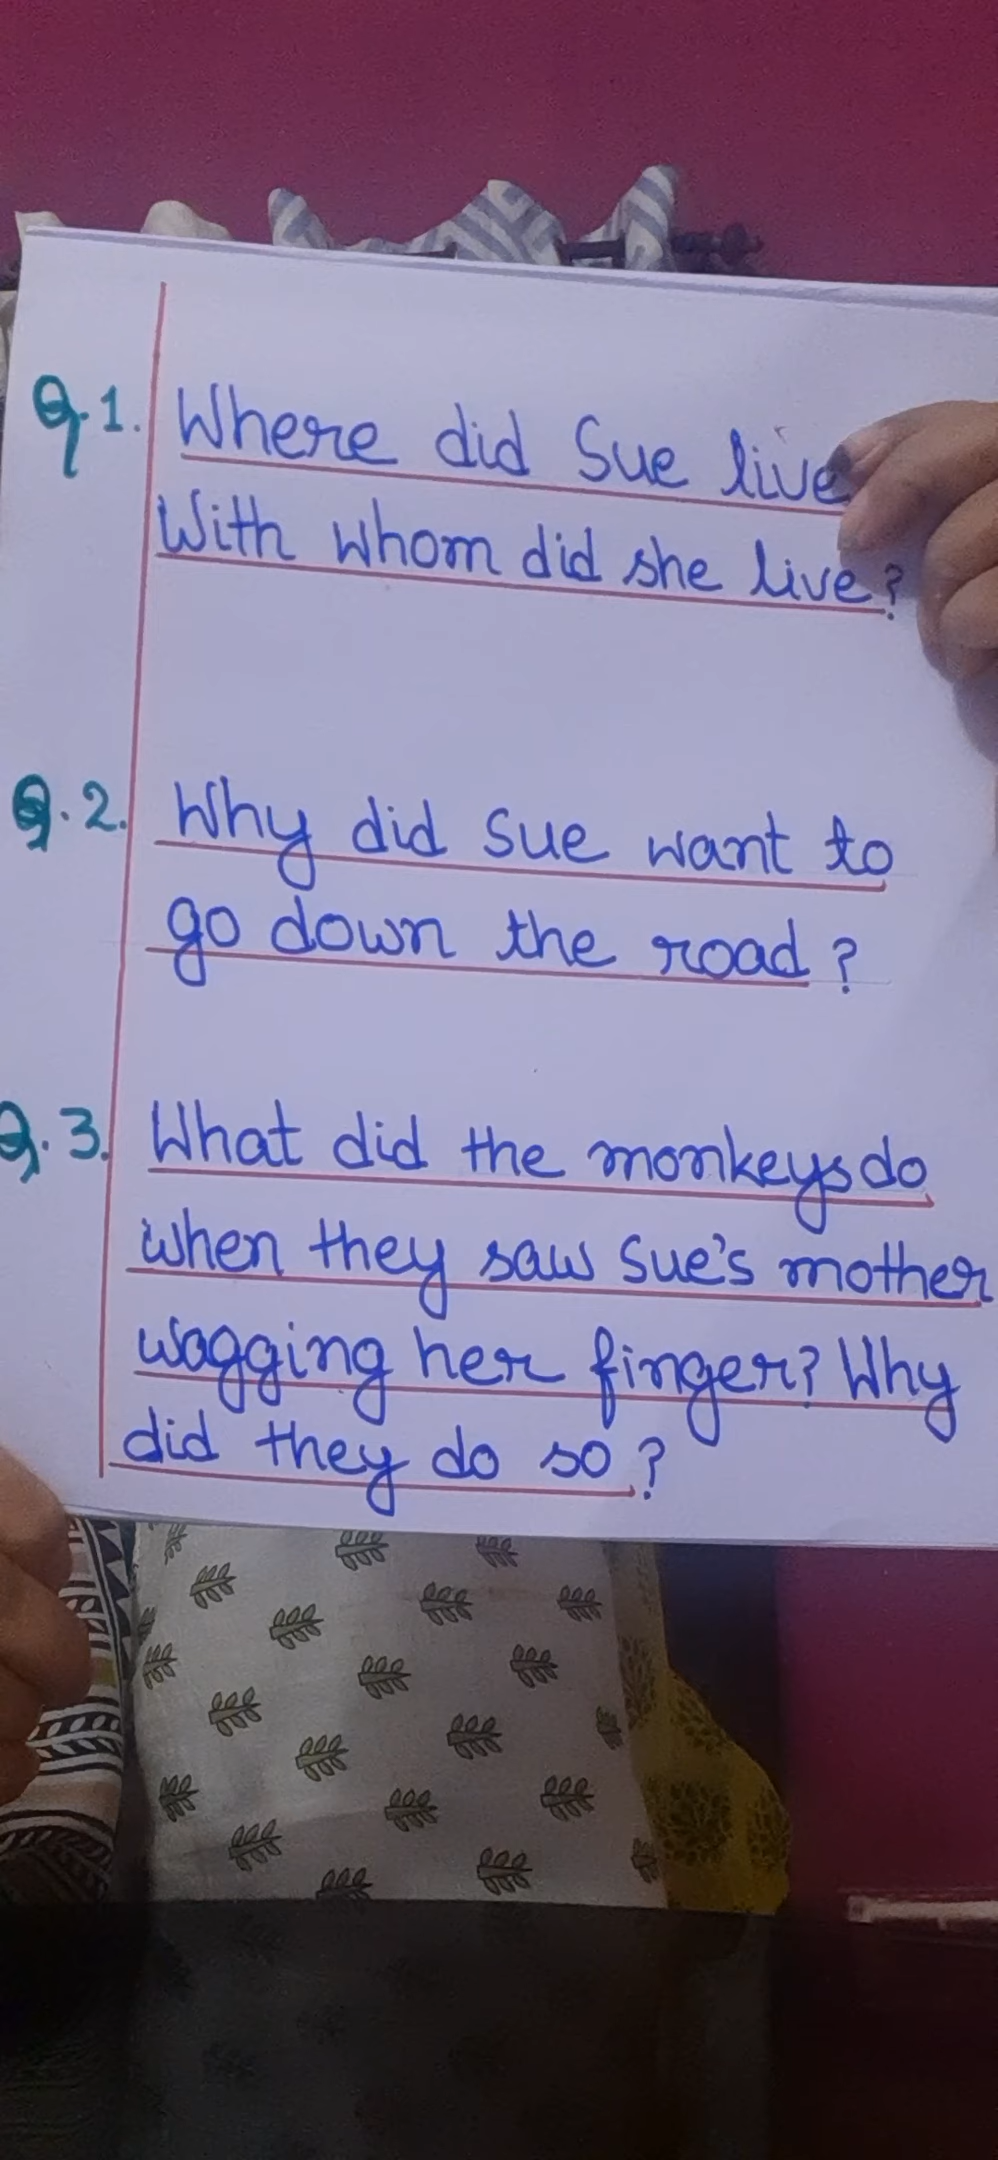 Q.1. Where did Sue live
With whom did she live?
Q.2. Why did Sue want to
go down the road?
Q.3. What did the monkeys do
when they saw Sue's mother
wagging her finger? Why
did they do so?